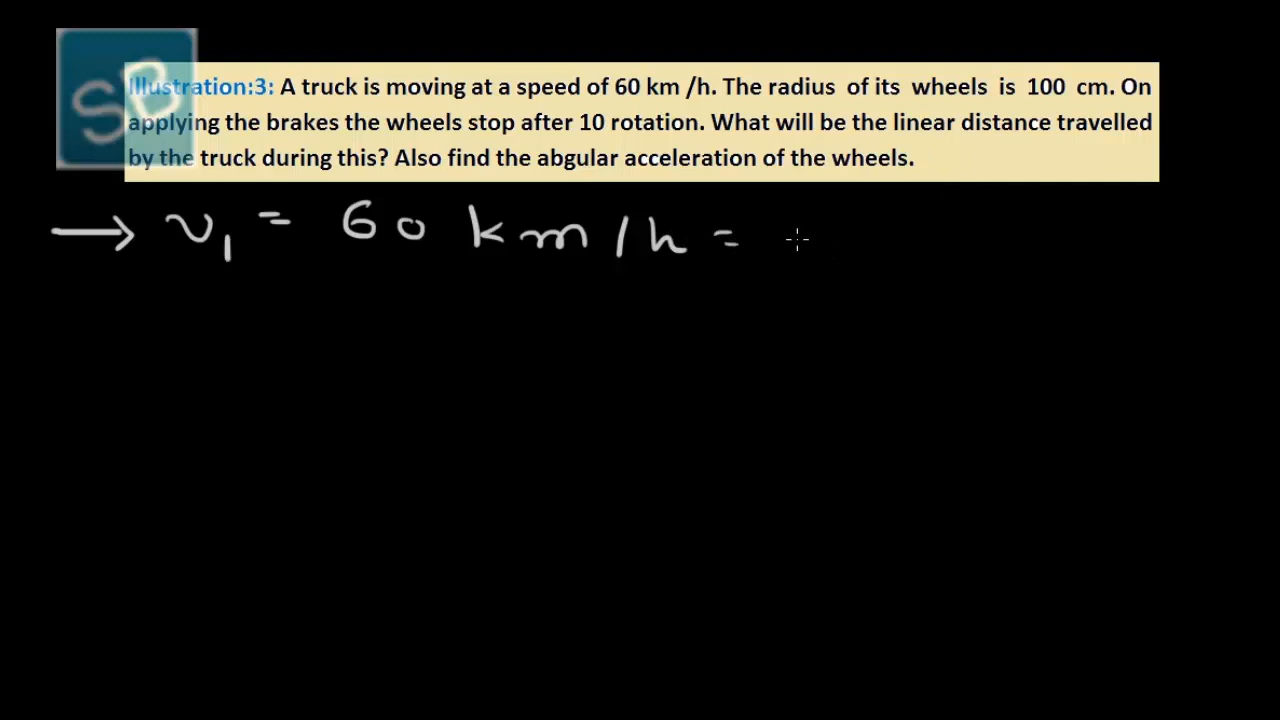 SB
Illustration:3: A truck is moving at a speed of 60 km /h. The radius of its wheels is 100 cm. On
applying the brakes the wheels stop after 10 rotation. What will be the linear distance travelled
by the truck during this? Also find the abgular acceleration of the wheels.
→ v₁ = 60 km/h =